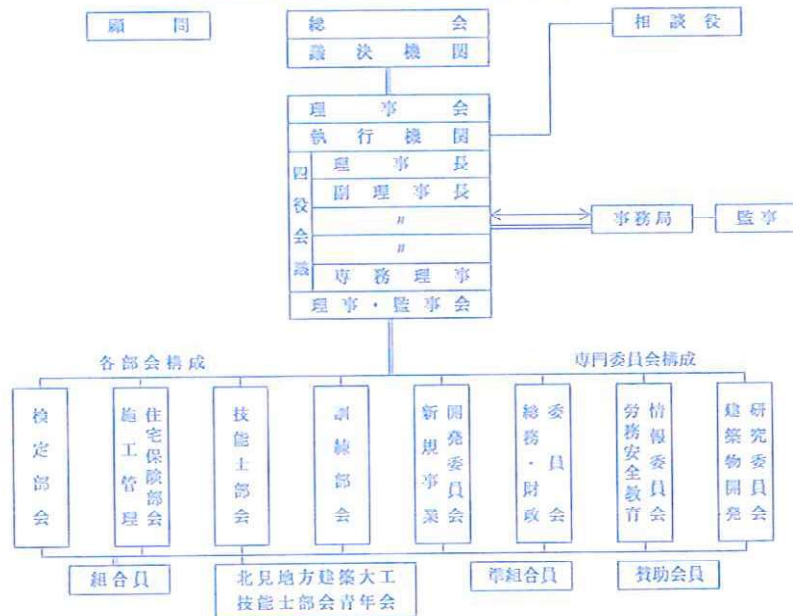 顧問
総会
議決機関
相談役
理事会
執行機関
四役会議
理事長
副理事長
〃
〃
専務理事
理事・監事会
事務局
監事
各部会構成
専門委員会構成
検定部会
住宅保険部会
施工管理
技能士部会
訓練部会
開発委員会
新規事業
委員会
総務・財政
情報委員会
労務安全教育
研究委員会
建築物開発
組合員
北見地方建築大工
技能士部会青年会
準組合員
賛助会員